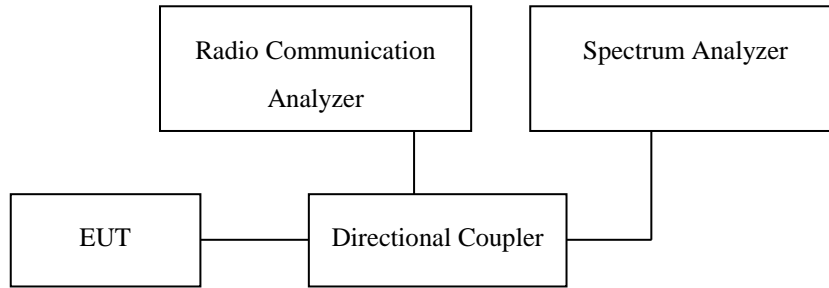 Radio Communication
Analyzer
Spectrum Analyzer
EUT
Directional Coupler